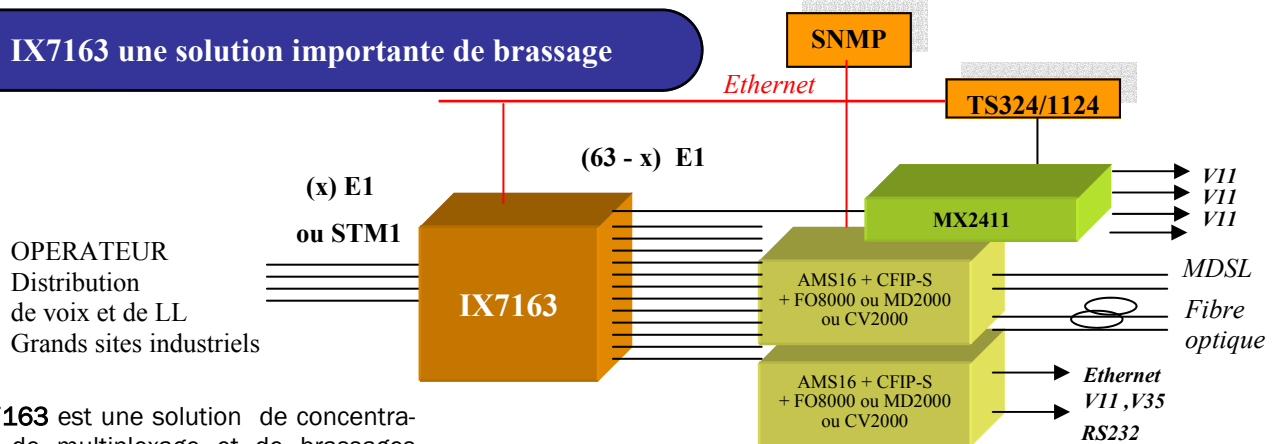 IX7163 une solution importante de brassage
SNMP
Ethernet
TS324/1124
(63 - x) E1
(x) E1
ou STM1
OPERATEUR
Distribution
de voix et de LL
Grands sites industriels
IX7163
MX2411
V11
V11
V11
AMS16 + CFIP-S
+ FO8000 ou MD2000
ou CV2000
MDSL
Fibre
optique
AMS16 + CFIP-S
+ FO8000 ou MD2000
ou CV2000
Ethernet
V11 ,V35
RS232
163 est une solution de concentra-
de multiplexage et de brassages